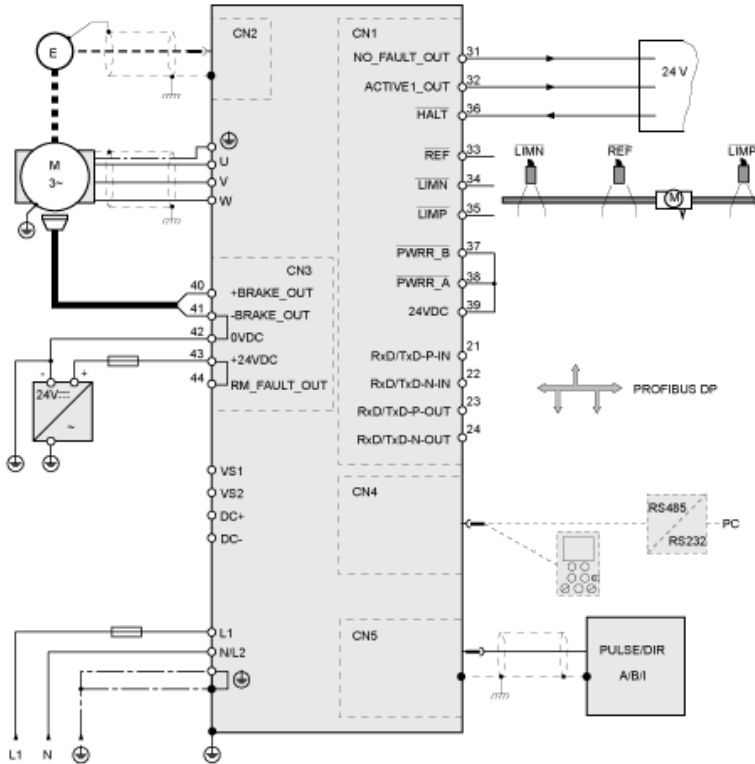 E
CN2
CN1
NO_FAULT_OUT
31
ACTIVE1_OUT
32
HALT
36
24 V
M
3~
U
V
W
REF
33
LIMN
34
LIMP
35
LIMN
REF
LIMP
M
PWRR_B
37
PWRR_A
38
24VDC
39
CN3
40
+BRAKE_OUT
41
-BRAKE_OUT
42
0VDC
43
+24VDC
44
RM_FAULT_OUT
- +
24V
~
RxD/TxD-P-IN
21
RxD/TxD-N-IN
22
RxD/TxD-P-OUT
23
RxD/TxD-N-OUT
24
PROFIBUS DP
VS1
VS2
DC+
DC-
CN4
RS485
RS232
PC
L1
N/L2
CN5
PULSE/DIR
A/B/I
L1
N